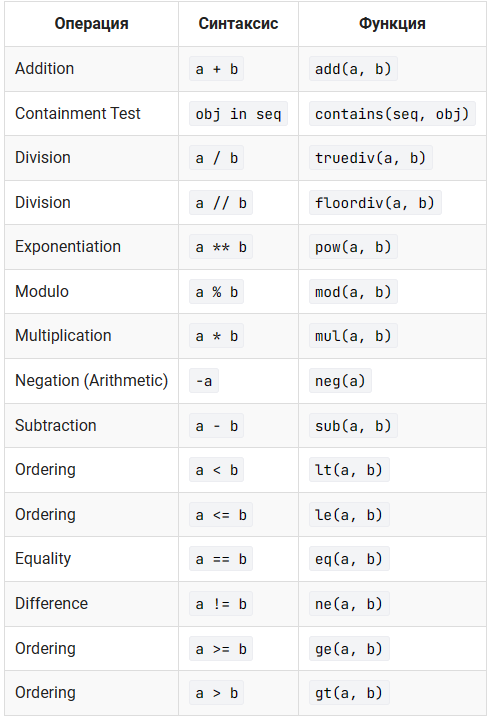 Операция Синтаксис Функция
Addition a + b add(a, b)
Containment Test obj in seq contains(seq, obj)
Division a / b truediv(a, b)
Division a // b floordiv(a, b)
Exponentiation a ** b pow(a, b)
Modulo a % b mod(a, b)
Multiplication a * b mul(a, b)
Negation (Arithmetic) -a neg(a)
Subtraction a - b sub(a, b)
Ordering a < b lt(a, b)
Ordering a <= b le(a, b)
Equality a == b eq(a, b)
Difference a != b ne(a, b)
Ordering a >= b ge(a, b)
Ordering a > b gt(a, b)